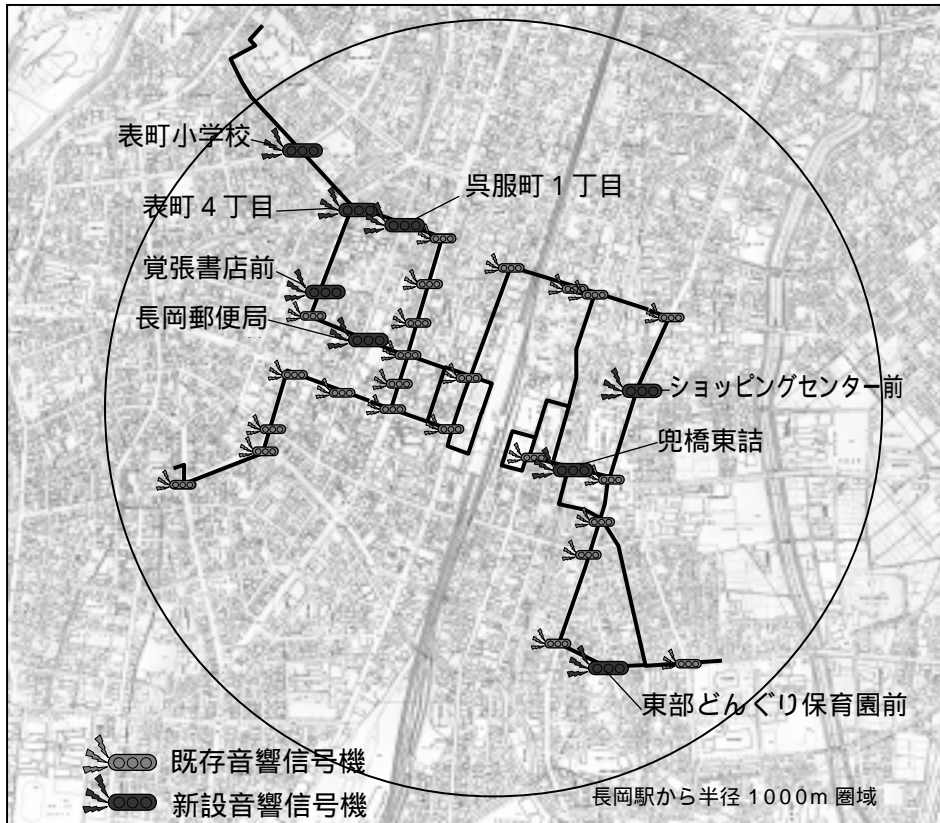 表町小学校
呉服町1丁目
表町4丁目
覚張書店前
長岡郵便局
ショッピングセンター前
兜橋東詰
東部どんぐり保育園前
既存音響信号機
新設音響信号機
長岡駅から半径1000m圏域